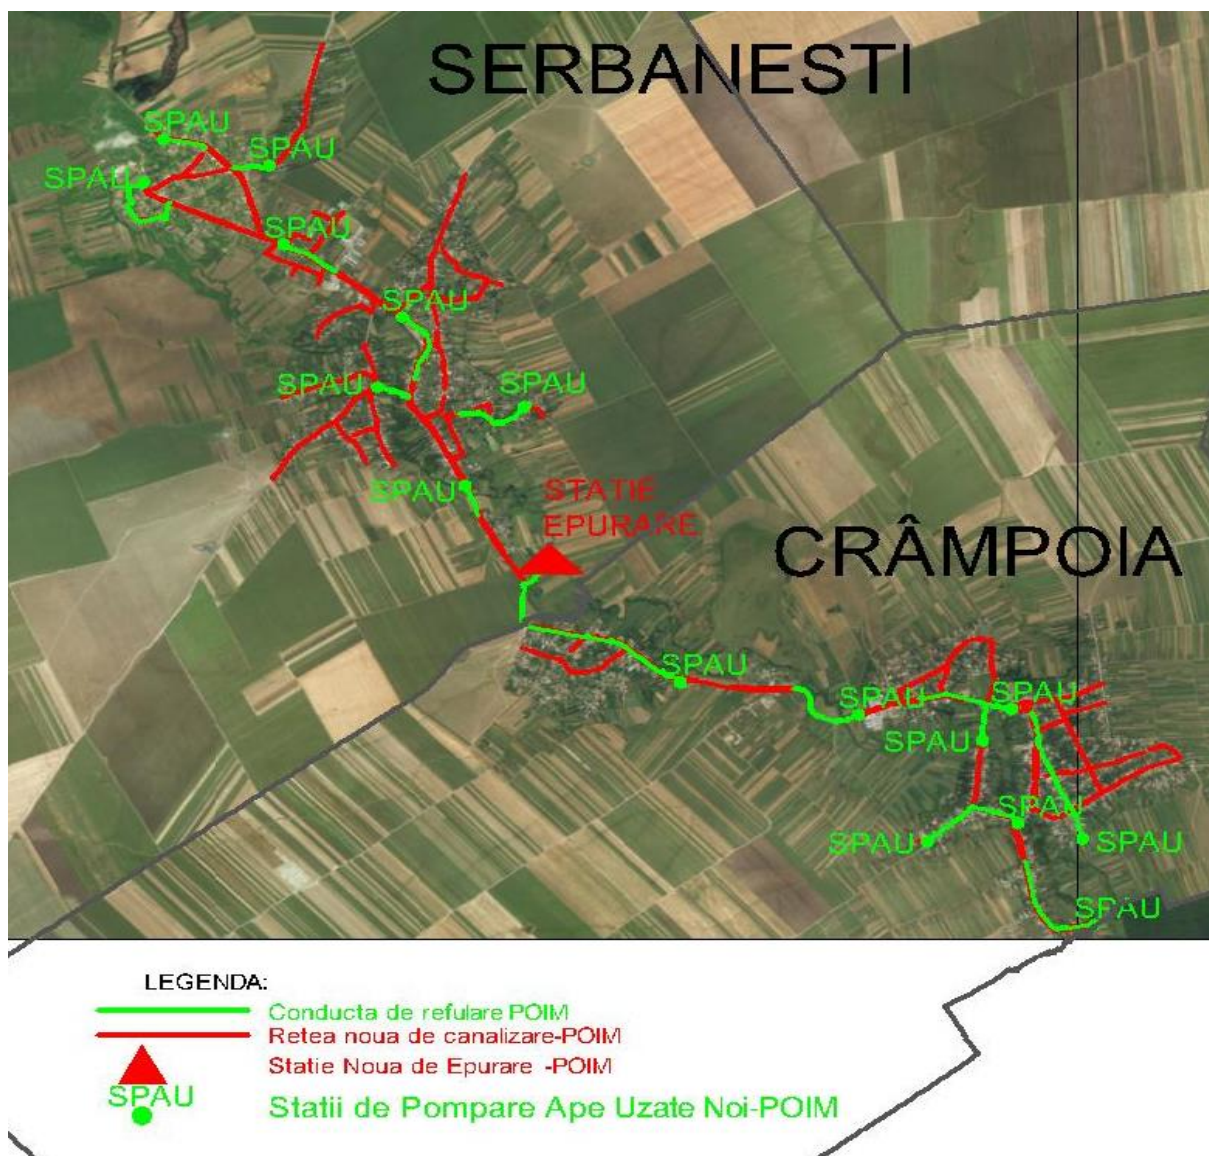 SERBANESTI
SPAU
SPAU
SPAU
SPAU
SPAU
SPAU
SPAU
SPAU
STATIE
EPURARE
CRÂMPOIA
SPAU
SPAU
SPAU
SPAU
SPAU
SPAU
SPAU
SPAU
LEGENDA:
Conducta de refulare POIM
Retea noua de canalizare-POIM
Statie Noua de Epurare -POIM
SPAU
Statii de Pompare Ape Uzate Noi-POIM